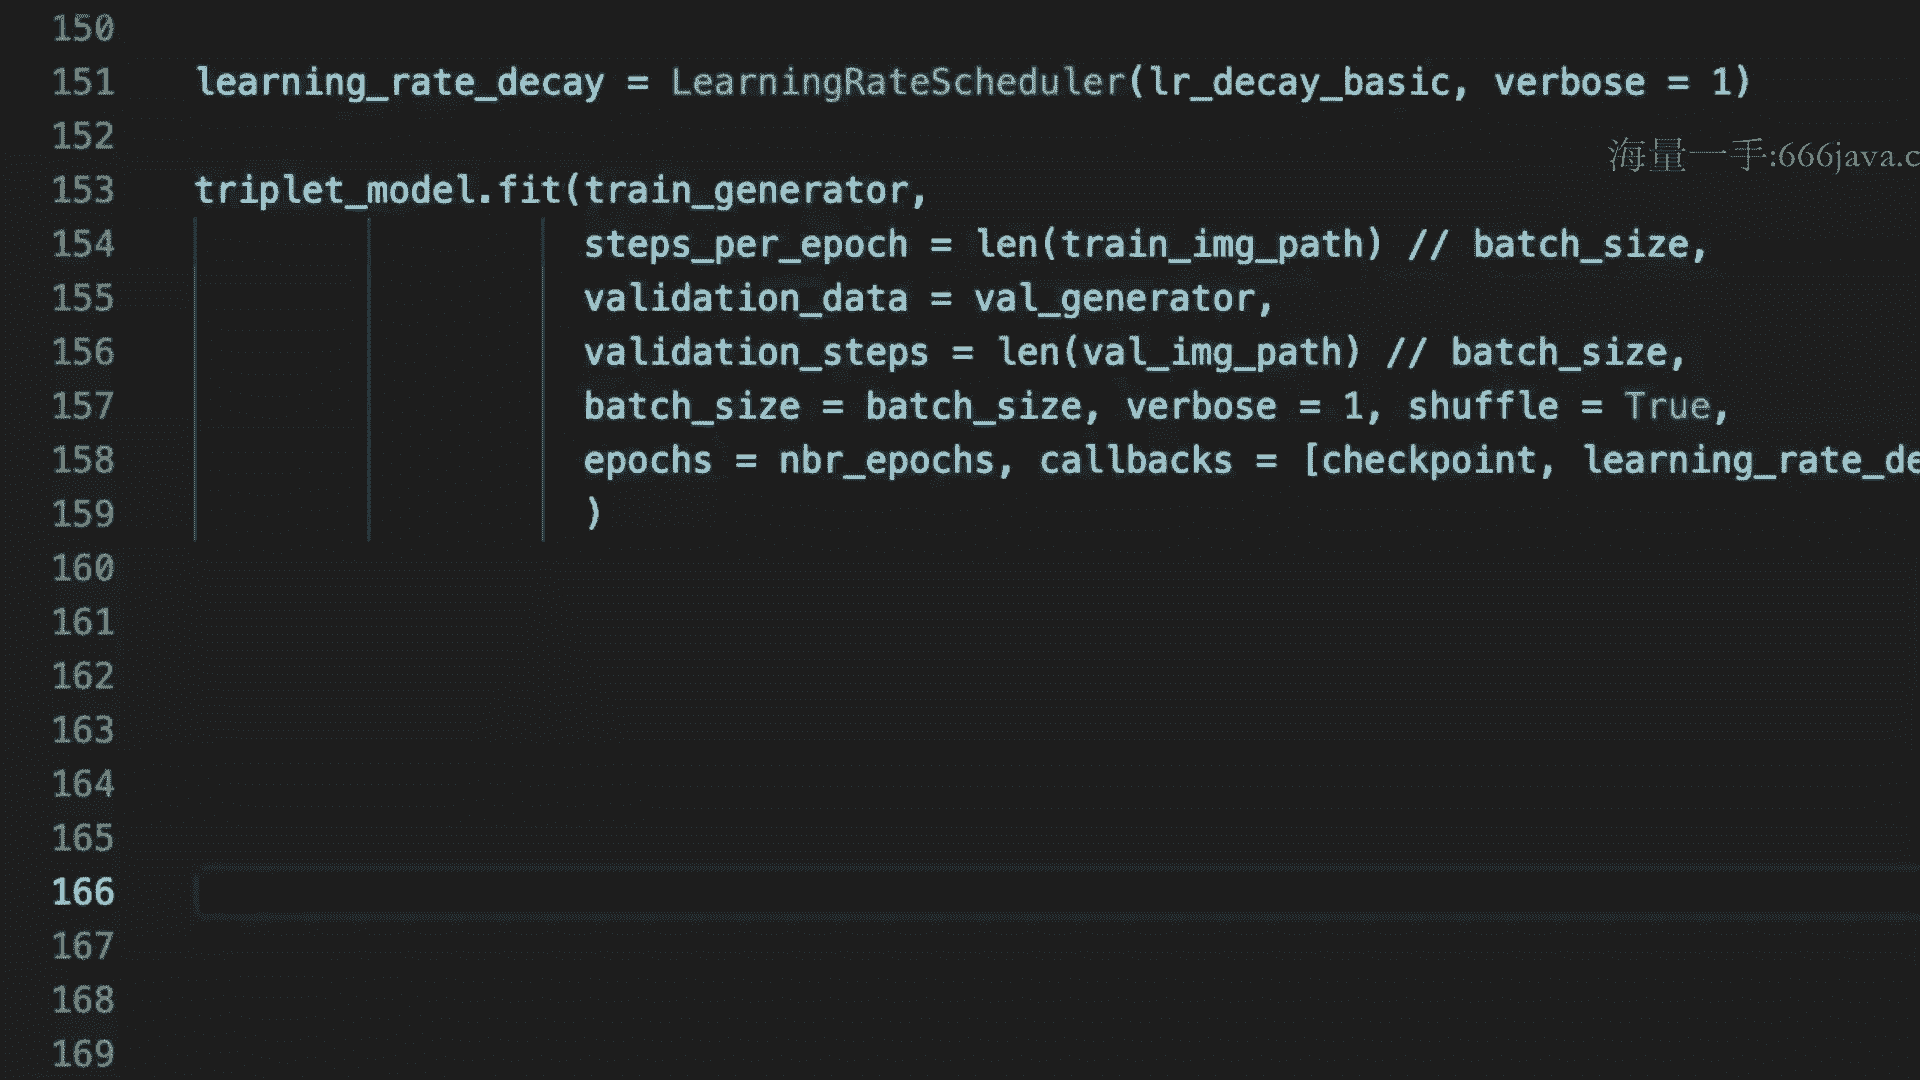 150
151 learning_rate_decay = LearningRateScheduler(lr_decay_basic, verbose = 1)
152
海量一手:666java.c
153 triplet_model.fit(train_generator,
154 steps_per_epoch = len(train_img_path) // batch_size,
155 validation_data = val_generator,
156 validation_steps = len(val_img_path) // batch_size,
157 batch_size = batch_size, verbose = 1, shuffle = True,
158 epochs = nbr_epochs, callbacks = [checkpoint, learning_rate_de
159 )
160
161
162
163
164
165
166
167
168
169